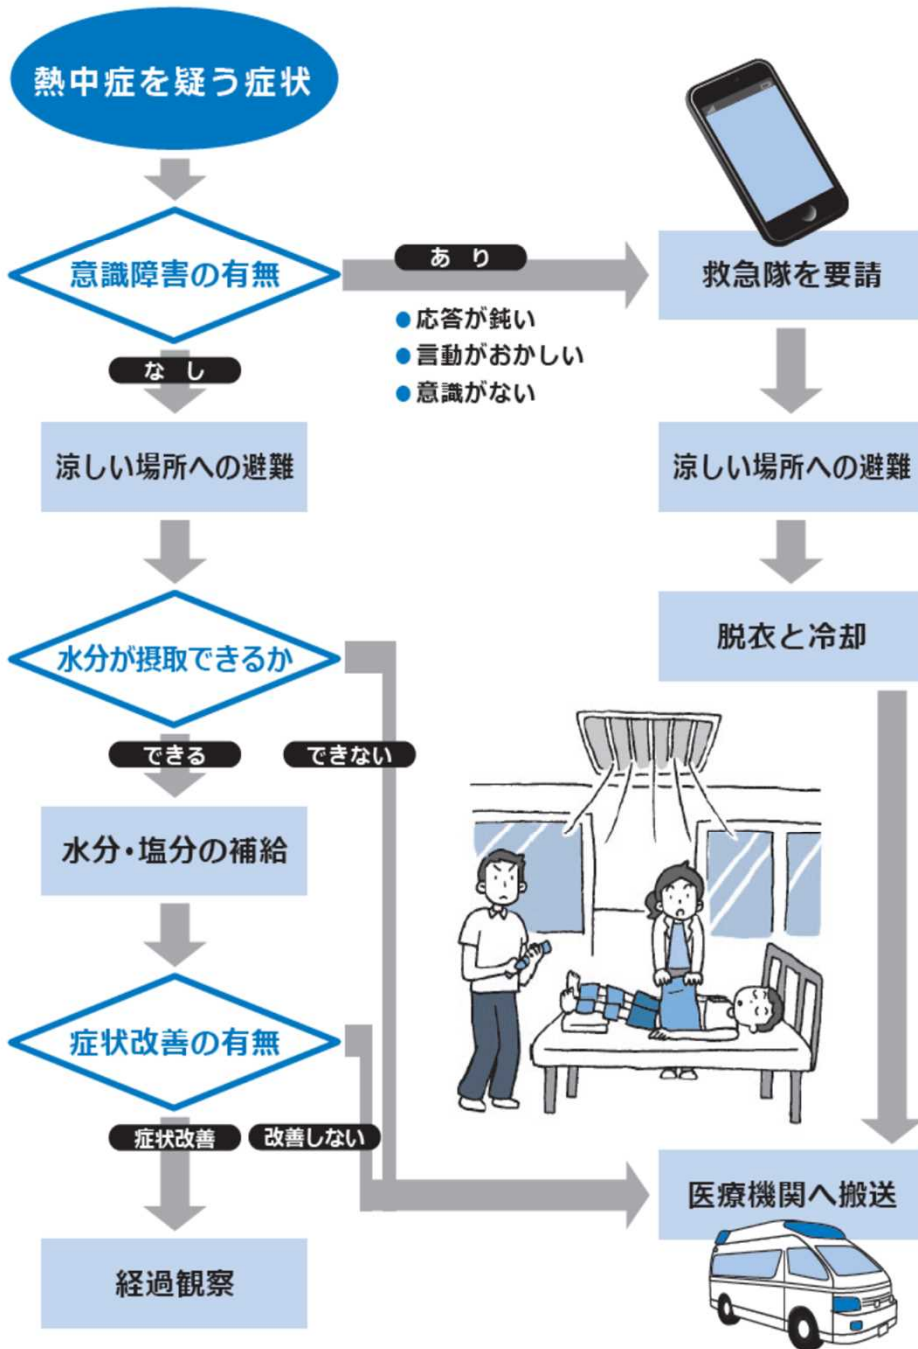 熱中症を疑う症状
意識障害の有無
あり
●応答が鈍い
●言動がおかしい
●意識がない
救急隊を要請
なし
涼しい場所への避難
涼しい場所への避難
水分が摂取できるか
脱衣と冷却
できる
できない
水分・塩分の補給
症状改善の有無
症状改善
改善しない
医療機関へ搬送
経過観察